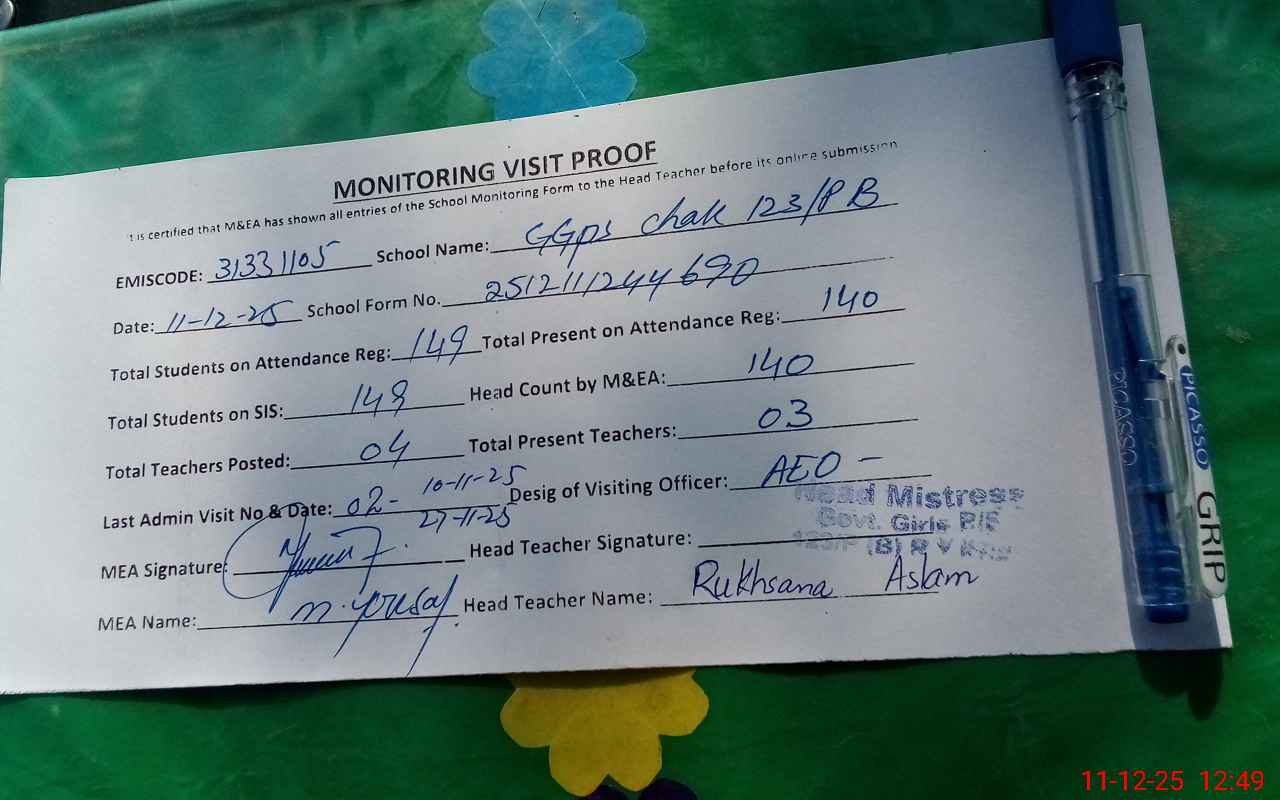 MONITORING VISIT PROOF
t is certified that M&EA has shown all entries of the School Monitoring Form to the Head Teacher before its online submission
EMISCODE: 31331105 School Name: GGps chak 123/P B
Date: 11-12-25 School Form No. 2512111244690
Total Students on Attendance Reg: 149 Total Present on Attendance Reg: 140
Total Students on SIS: 149 Head Count by M&EA: 140
Total Teachers Posted: 04 Total Present Teachers: 03
10-11-25
Last Admin Visit No & Date: 02- Desig of Visiting Officer: AEO -
27-11-25
Head Mistress
Govt. Girls P/S
123/P (B) R Y Khan
MEA Signature: Head Teacher Signature:
MEA Name: M. Yousaf Head Teacher Name: Rukhsana Aslam
PICASSO
PICASSO GRIP
11-12-25 12:49